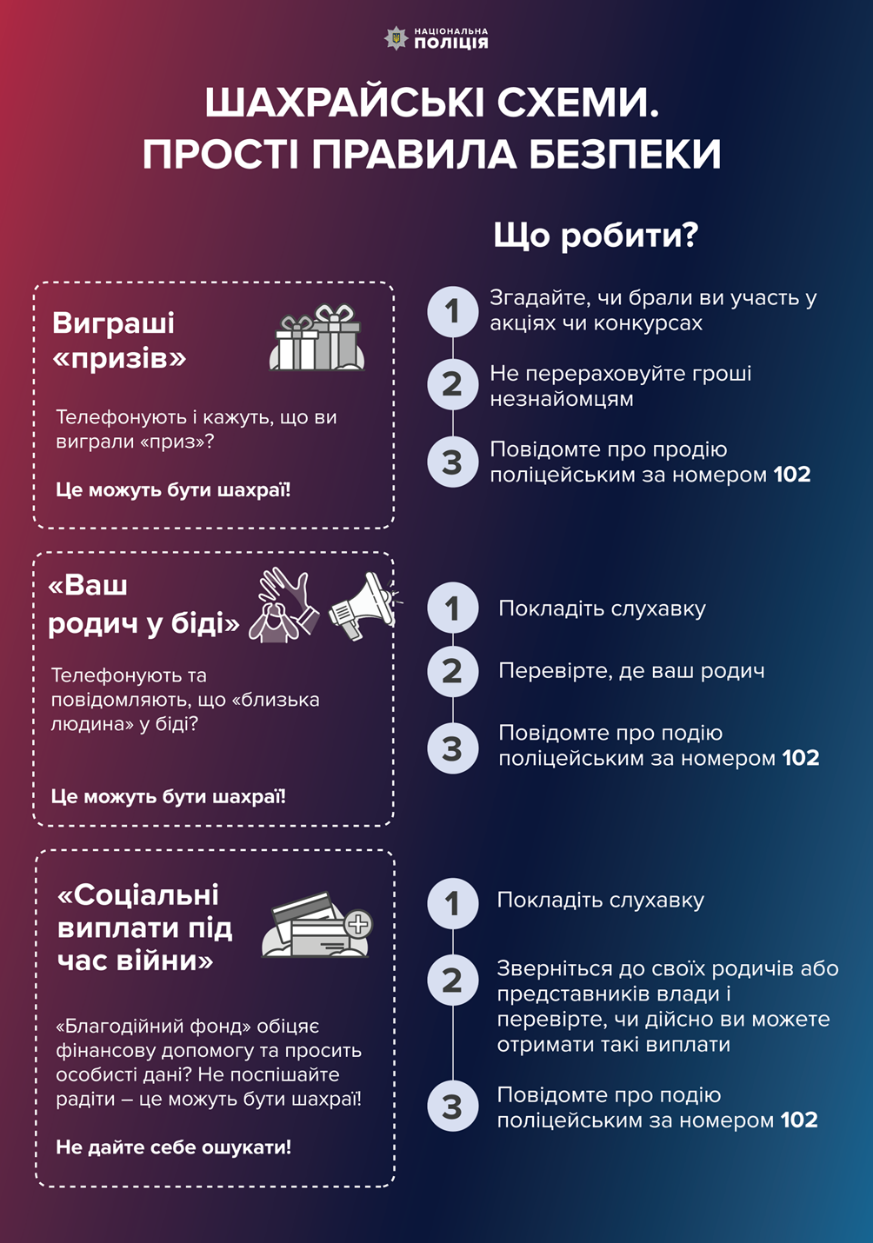 НАЦІОНАЛЬНА
ПОЛІЦІЯ
ШАХРАЙСЬКІ СХЕМИ.
ПРОСТІ ПРАВИЛА БЕЗПЕКИ
Що робити?
Виграші
«призів»
Телефонують і кажуть, що ви
виграли «приз»?
Це можуть бути шахраї!
1
Згадайте, чи брали ви участь у
акціях чи конкурсах
2
Не перераховуйте гроші
незнайомцям
3
Повідомте про продію
поліцейським за номером 102
«Ваш
родич у біді»
Телефонують та
повідомляють, що «близька
людина» у біді?
Це можуть бути шахраї!
1
Покладіть слухавку
2
Перевірте, де ваш родич
3
Повідомте про подію
поліцейським за номером 102
«Соціальні
виплати під
час війни»
«Благодійний фонд» обіцяє
фінансову допомогу та просить
особисті дані? Не поспішайте
радіти – це можуть бути шахраї!
Не дайте себе ошукати!
1
Покладіть слухавку
2
Зверніться до своїх родичів або
представників влади і
перевірте, чи дійсно ви можете
отримати такі виплати
3
Повідомте про подію
поліцейським за номером 102